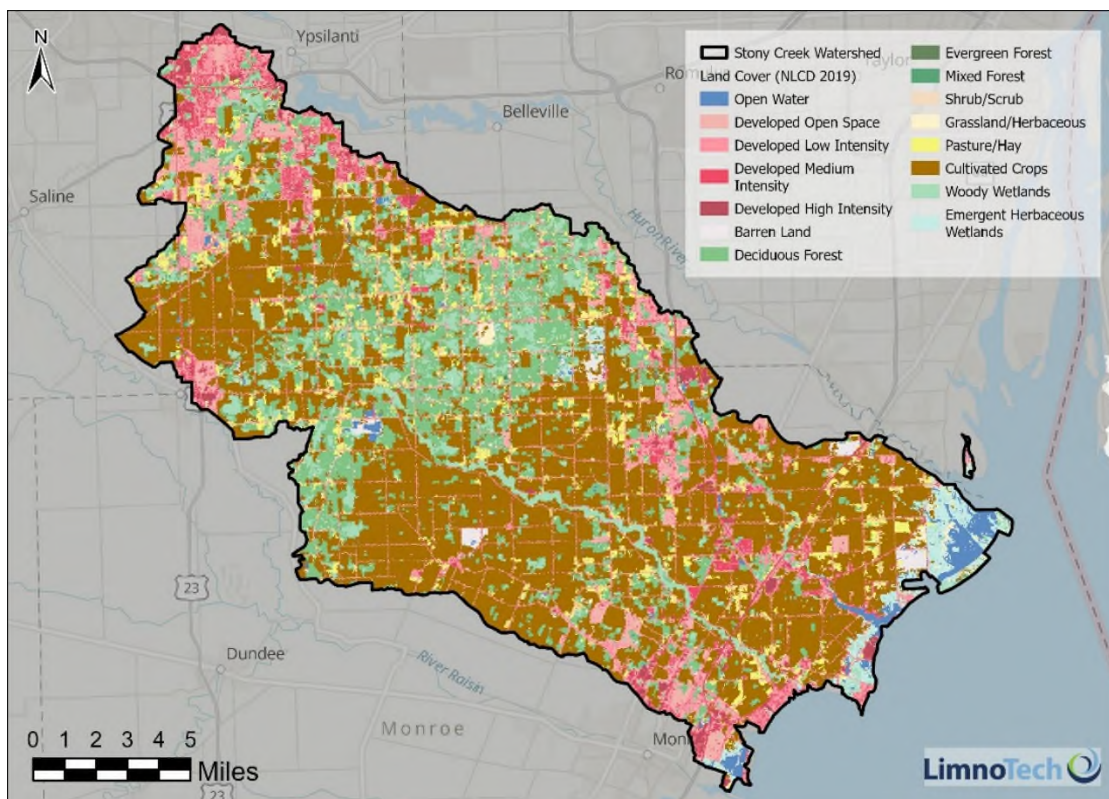 N
Ypsilanti
Belleville
Saline
Huron River
Stony Creek Watershed
Land Cover (NLCD 2019)
Open Water
Developed Open Space
Developed Low Intensity
Developed Medium
Intensity
Developed High Intensity
Barren Land
Deciduous Forest
Evergreen Forest
Mixed Forest
Shrub/Scrub
Grassland/Herbaceous
Pasture/Hay
Cultivated Crops
Woody Wetlands
Emergent Herbaceous
Wetlands
23
Dundee
River Raisin
Monroe
0 1 2 3 4 5
Miles
23
LimnoTech